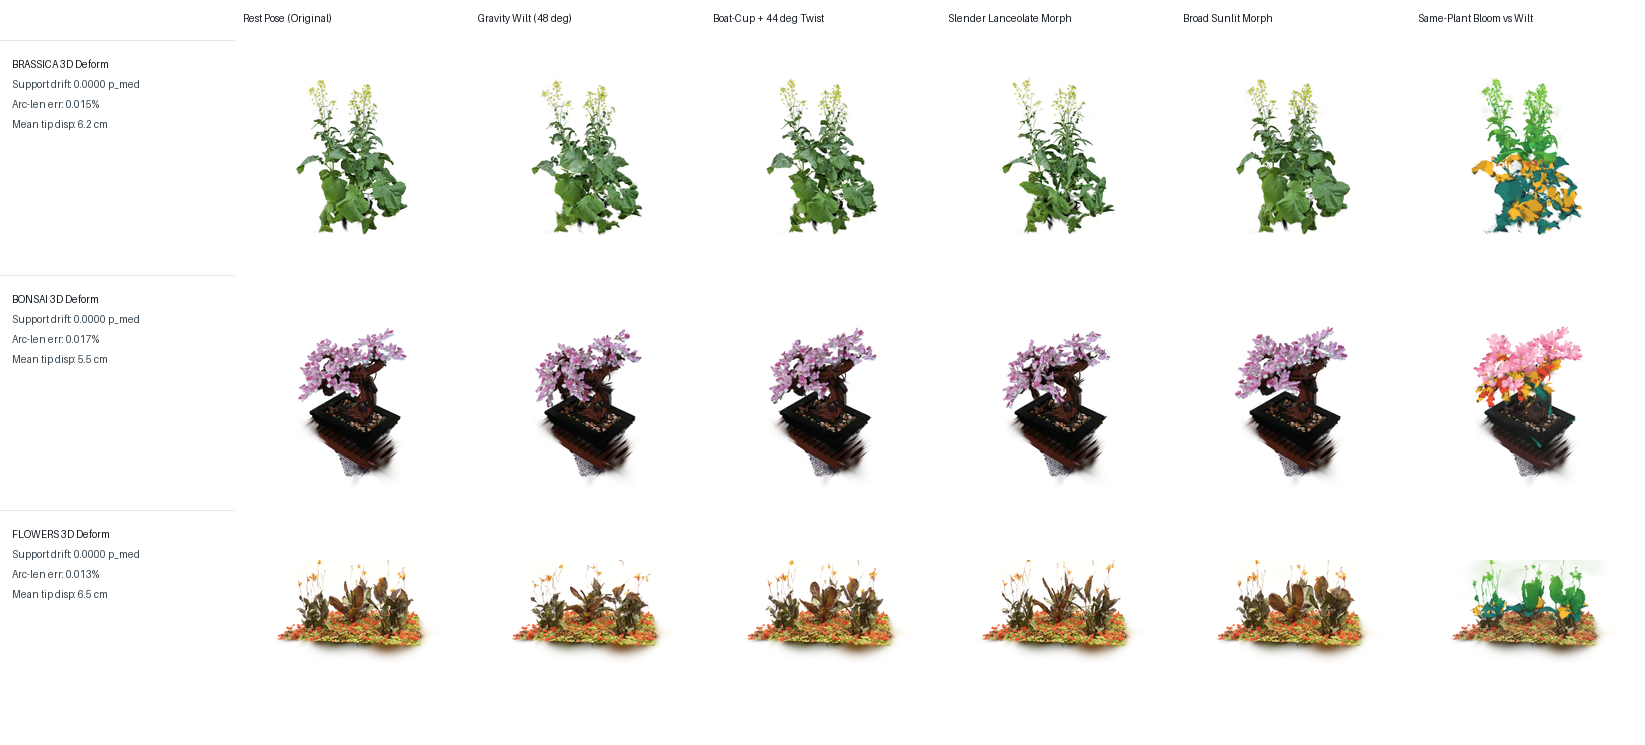 Rest Pose (Original)
Gravity Wilt (48 deg)
Boat-Cup + 44 deg Twist
Slender Lanceolate Morph
Broad Sunlit Morph
Same-Plant Bloom vs Wilt
BRASSICA 3D Deform
Support drift: 0.0000 p_med
Arc-len err: 0.015%
Mean tip disp: 6.2 cm
BONSAI 3D Deform
Support drift: 0.0000 p_med
Arc-len err: 0.017%
Mean tip disp: 5.5 cm
FLOWERS 3D Deform
Support drift: 0.0000 p_med
Arc-len err: 0.013%
Mean tip disp: 6.5 cm